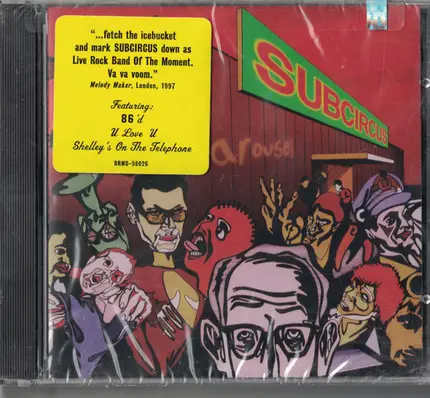 “...fetch the icebucket
and mark SUBCIRCUS down as
Live Rock Band Of The Moment.
Va va voom.”
Melody Maker, London, 1997
Featuring:
86'd
U Love U
Shelley's On The Telephone
DRMD-50026
SUBCIRCUS
arousel